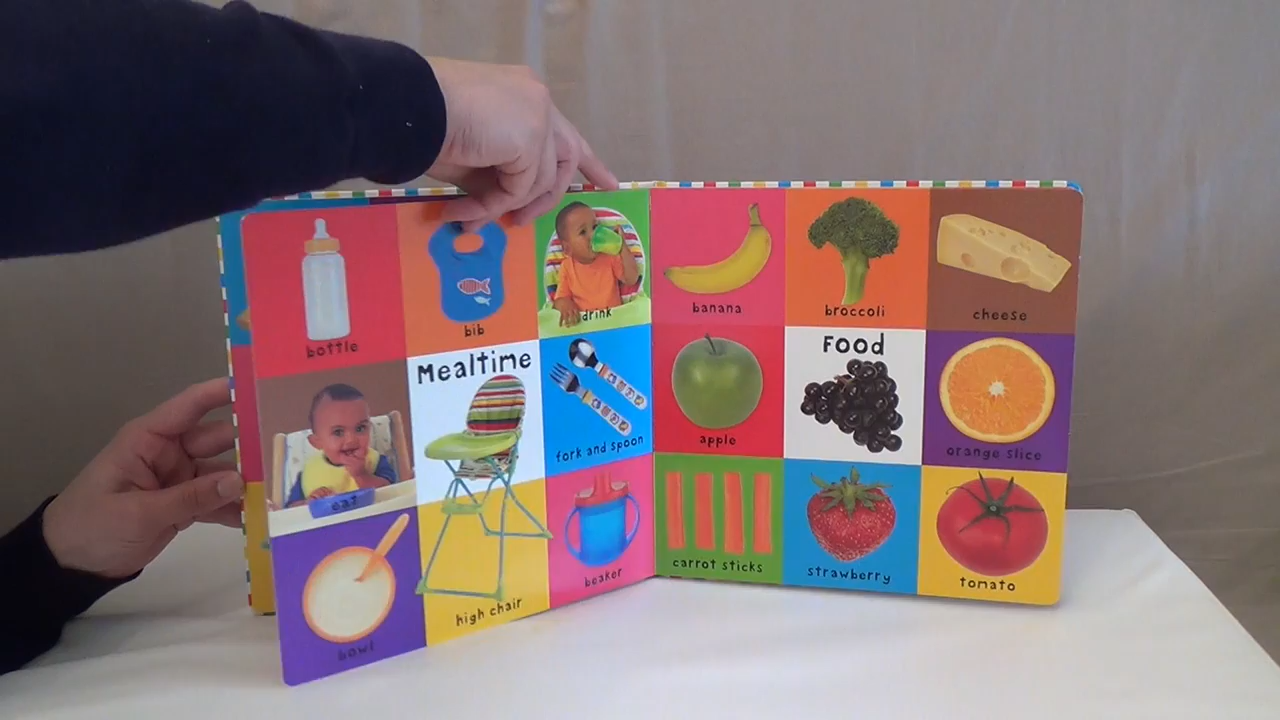 bottle
bib
drink
Mealtime
eat
fork and spoon
bowl
high chair
beaker
banana
broccoli
cheese
apple
Food
orange slice
carrot sticks
strawberry
tomato